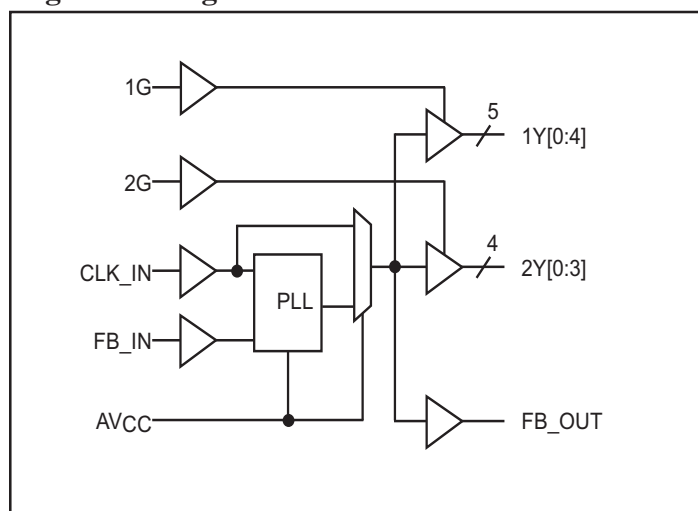 1G
5
1Y[0:4]
2G
4
2Y[0:3]
CLK_IN
PLL
FB_IN
AVCC
FB_OUT